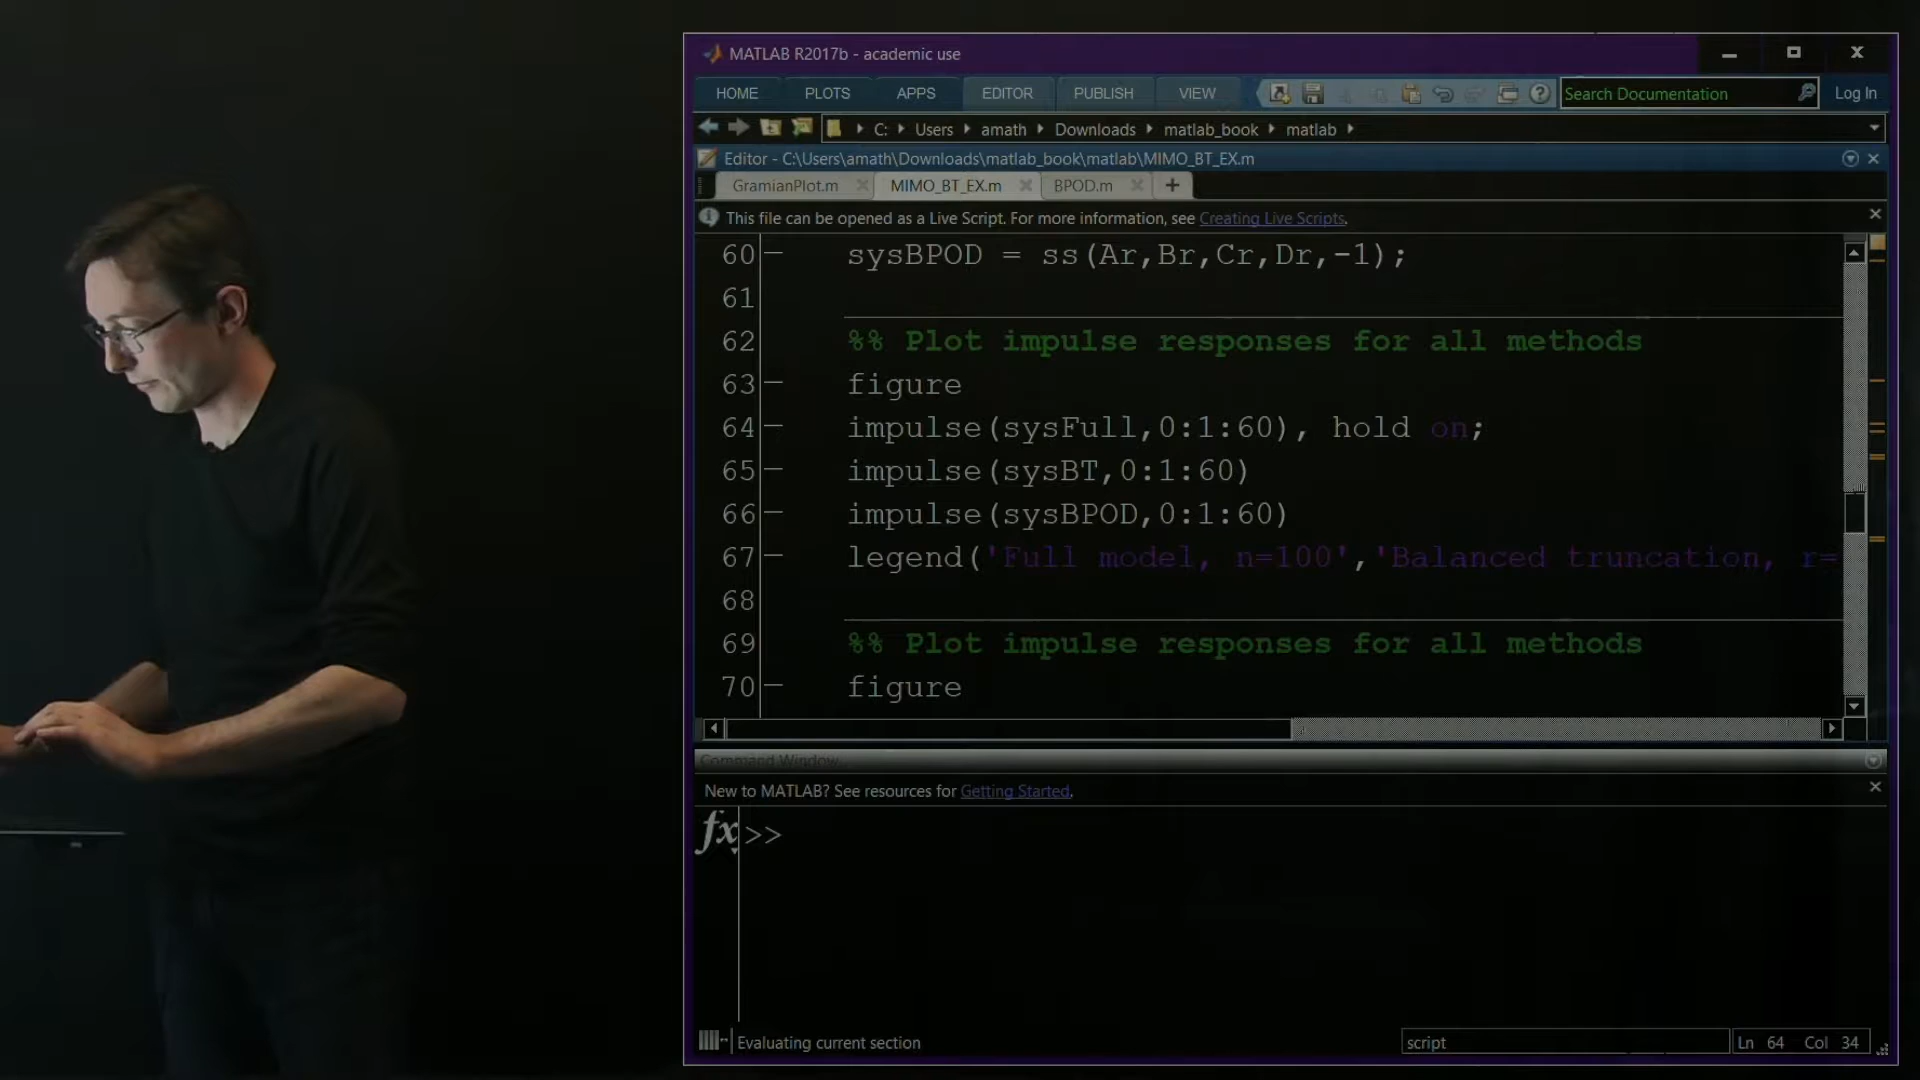 MATLAB R2017b - academic use
HOME PLOTS APPS EDITOR PUBLISH VIEW Search Documentation Log In
C: Users amath Downloads matlab_book matlab
Editor - C:\Users\amath\Downloads\matlab_book\matlab\MIMO_BT_EX.m
GramianPlot.m MIMO_BT_EX.m BPOD.m
This file can be opened as a Live Script. For more information, see Creating Live Scripts.
60 sysBPOD = ss(Ar,Br,Cr,Dr,-1);
61
62 %% Plot impulse responses for all methods
63 figure
64 impulse(sysFull,0:1:60), hold on;
65 impulse(sysBT,0:1:60)
66 impulse(sysBPOD,0:1:60)
67 legend('Full model, n=100','Balanced truncation, r=
68
69 %% Plot impulse responses for all methods
70 figure
Command Window
New to MATLAB? See resources for Getting Started.
fx >>
Evaluating current section script Ln 64 Col 34